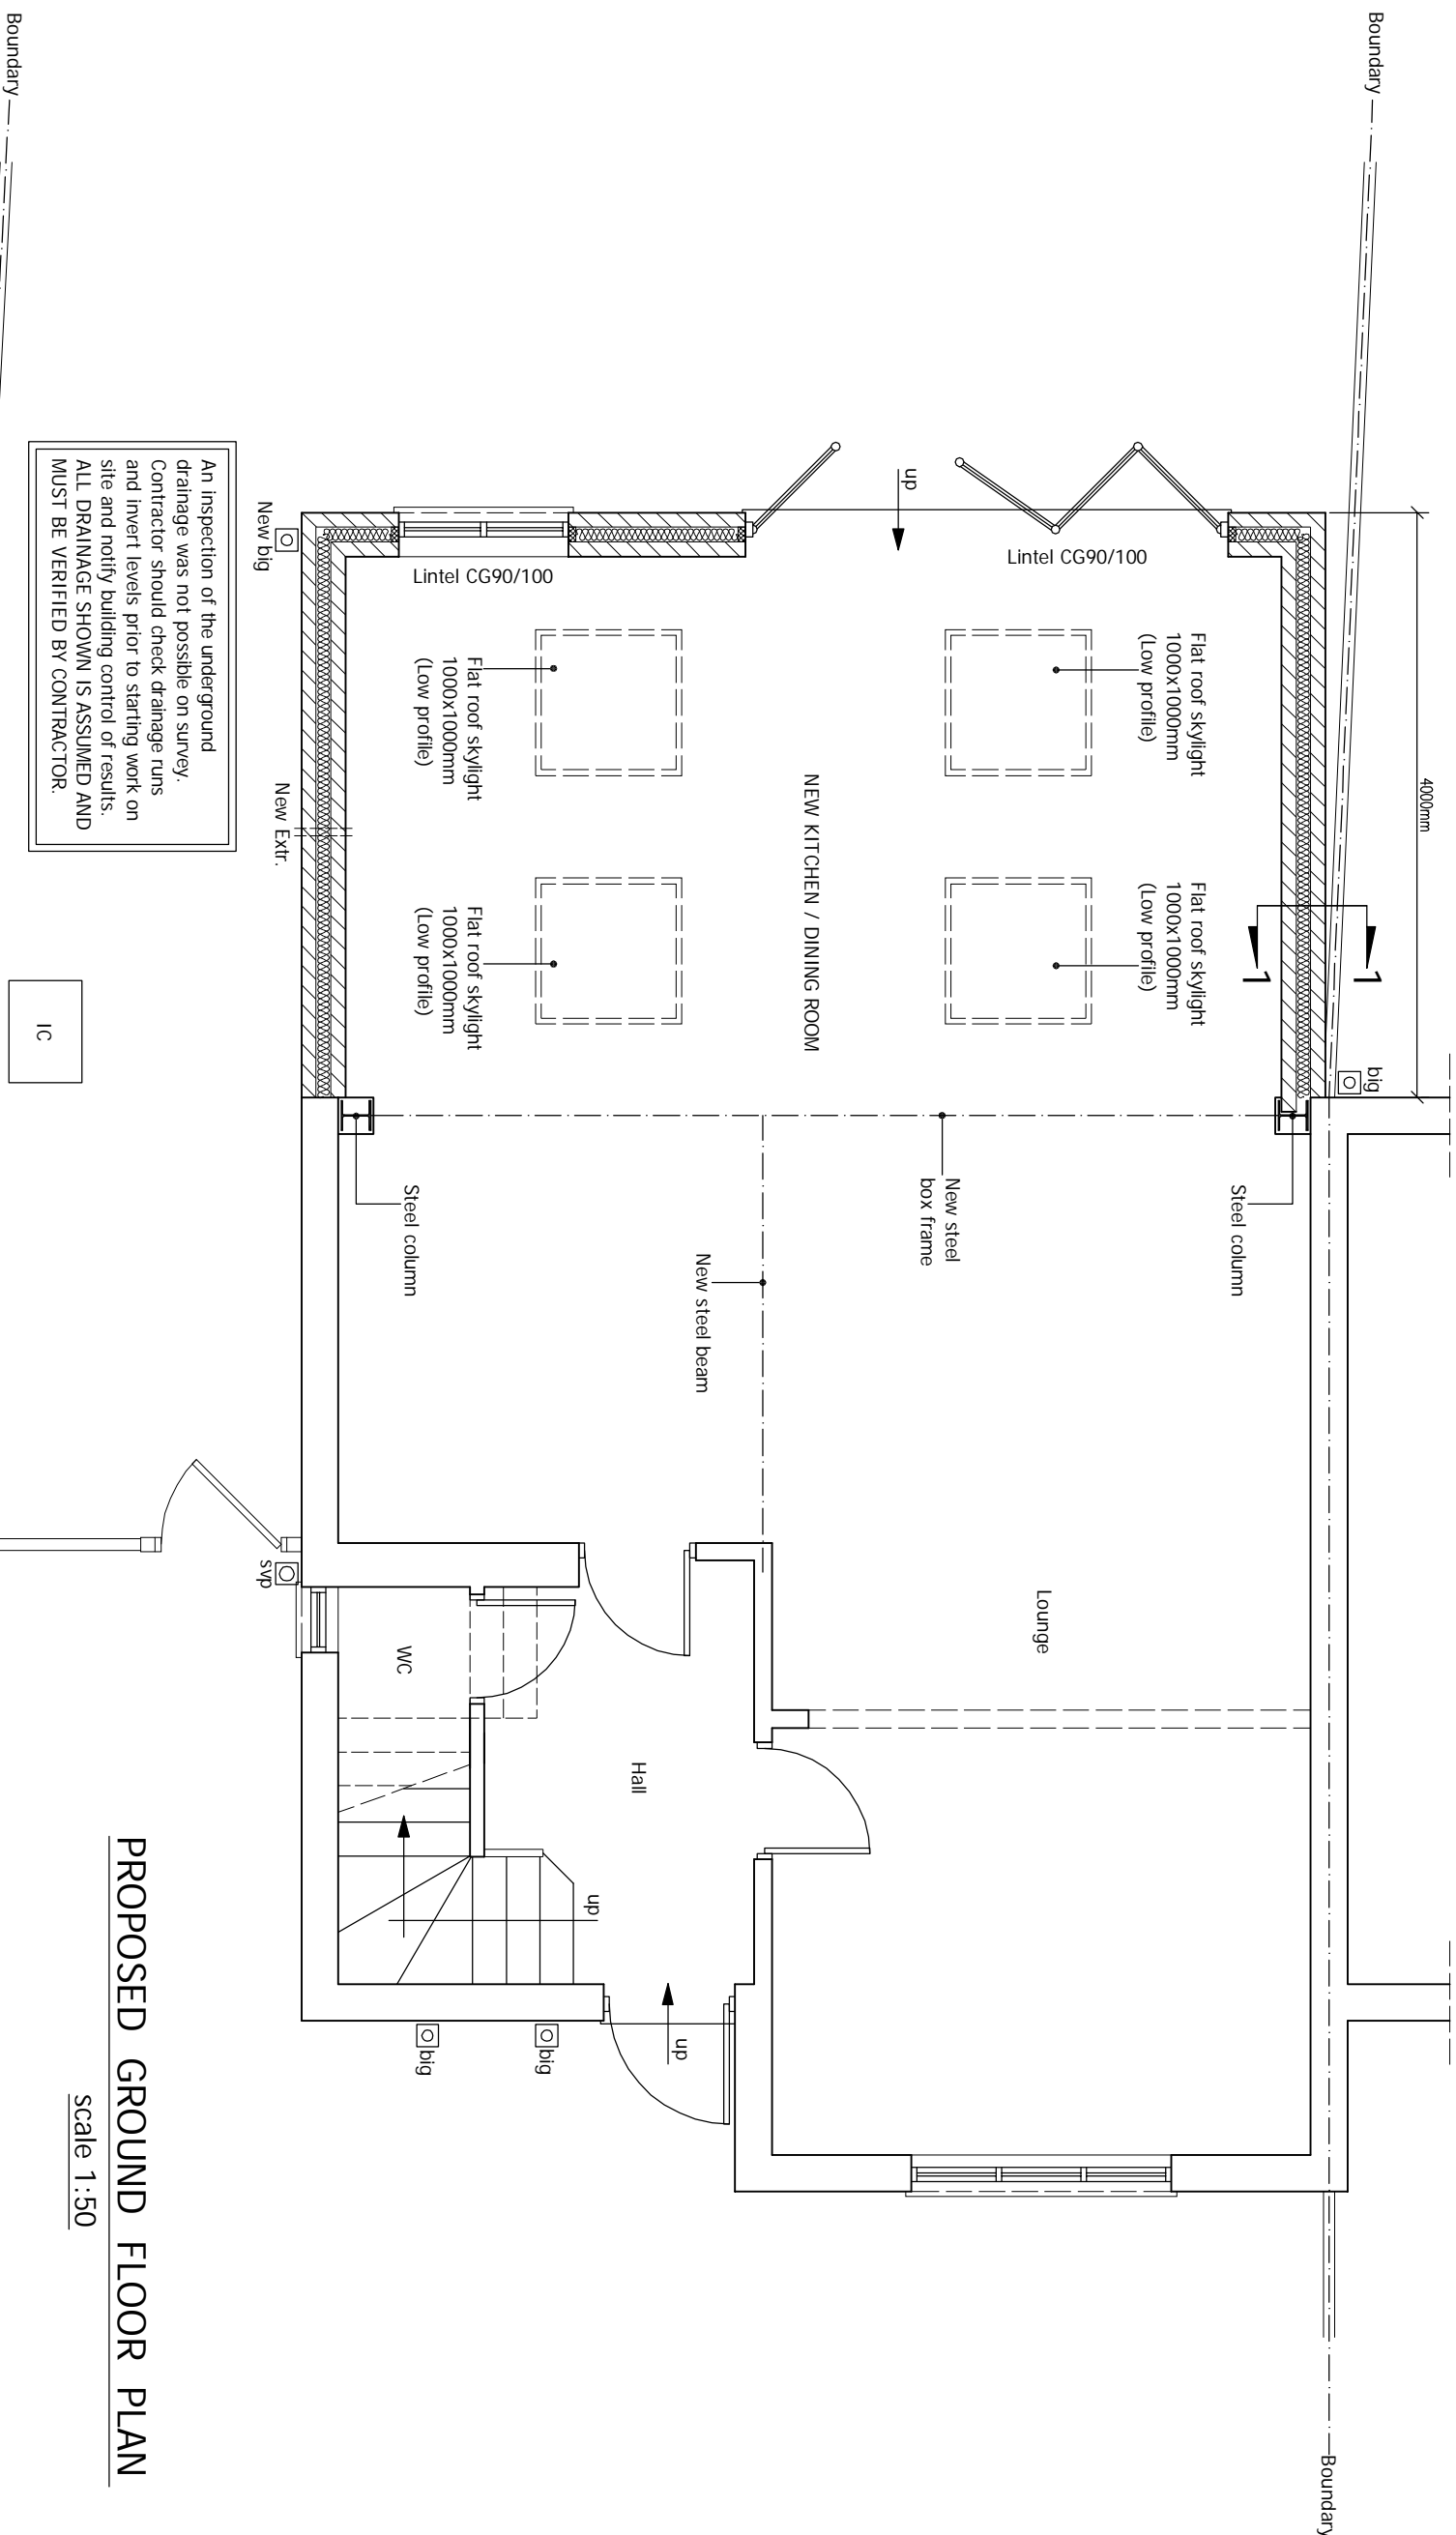 Boundary
Boundary
4000mm
up
Lintel CG90/100
Lintel CG90/100
Flat roof skylight
1000x1000mm
(Low profile)
Flat roof skylight
1000x1000mm
(Low profile)
Flat roof skylight
1000x1000mm
(Low profile)
Flat roof skylight
1000x1000mm
(Low profile)
NEW KITCHEN / DINING ROOM
1
1
big
New big
New Extr.
An inspection of the underground
drainage was not possible on survey.
Contractor should check drainage runs
and invert levels prior to starting work on
site and notify building control of results.
ALL DRAINAGE SHOWN IS ASSUMED AND
MUST BE VERIFIED BY CONTRACTOR.
IC
Steel column
New steel
box frame
Steel column
New steel beam
Lounge
svp
WC
Hall
up
up
big
big
Boundary
PROPOSED GROUND FLOOR PLAN
scale 1:50